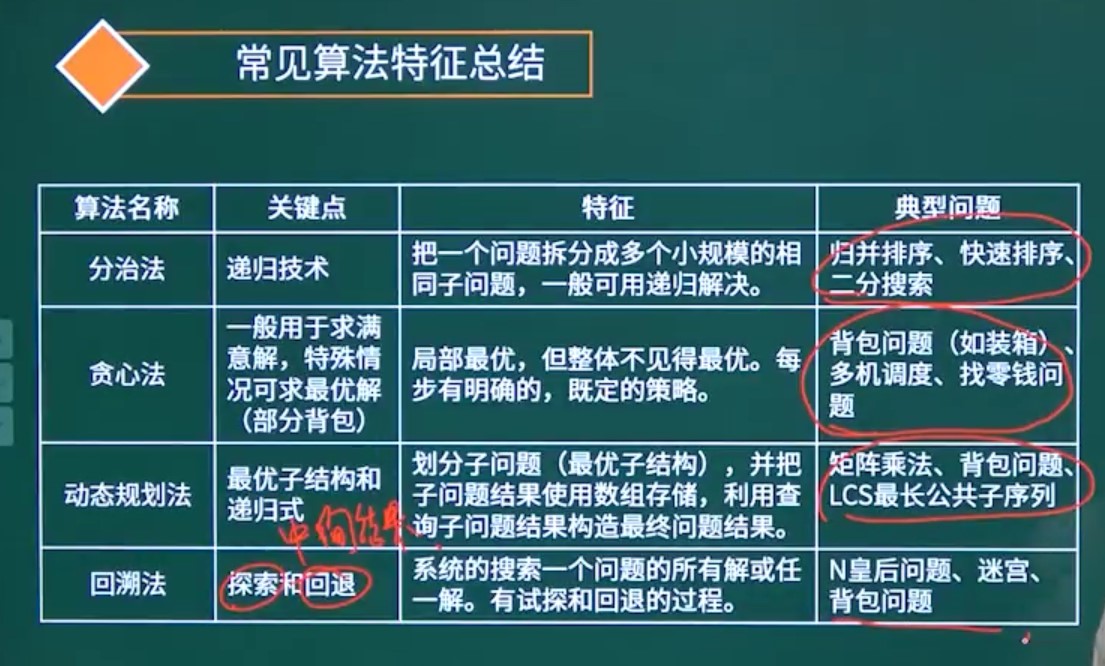 常见算法特征总结
算法名称
关键点
特征
典型问题
分治法
递归技术
把一个问题拆分成多个小规模的相
同子问题，一般可用递归解决。
归并排序、快速排序、
二分搜索
贪心法
一般用于求满
意解，特殊情
况可求最优解
（部分背包）
局部最优，但整体不见得最优。每
步有明确的，既定的策略。
背包问题（如装箱）、
多机调度、找零钱问
题
动态规划法
最优子结构和
递归式
中间结果
划分子问题（最优子结构），并把
子问题结果使用数组存储，利用查
询子问题结果构造最终问题结果。
矩阵乘法、背包问题、
LCS最长公共子序列
回溯法
探索和回退
系统的搜索一个问题的所有解或任
一解。有试探和回退的过程。
N皇后问题、迷宫、
背包问题